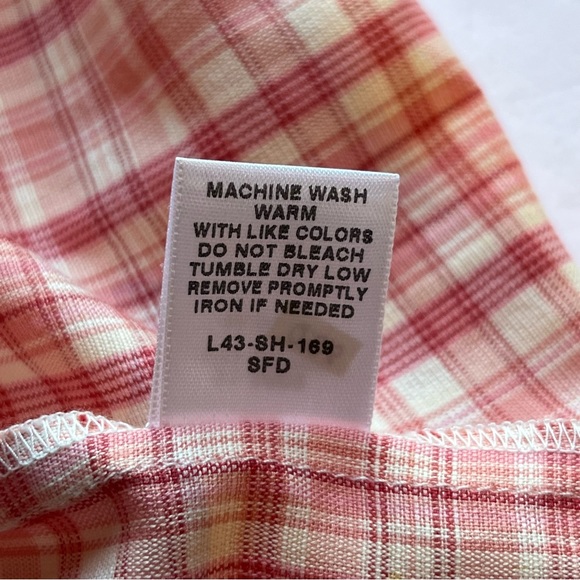 MACHINE WASH
WARM
WITH LIKE COLORS
DO NOT BLEACH
TUMBLE DRY LOW
REMOVE PROMPTLY
IRON IF NEEDED
L43-SH-169
SFD